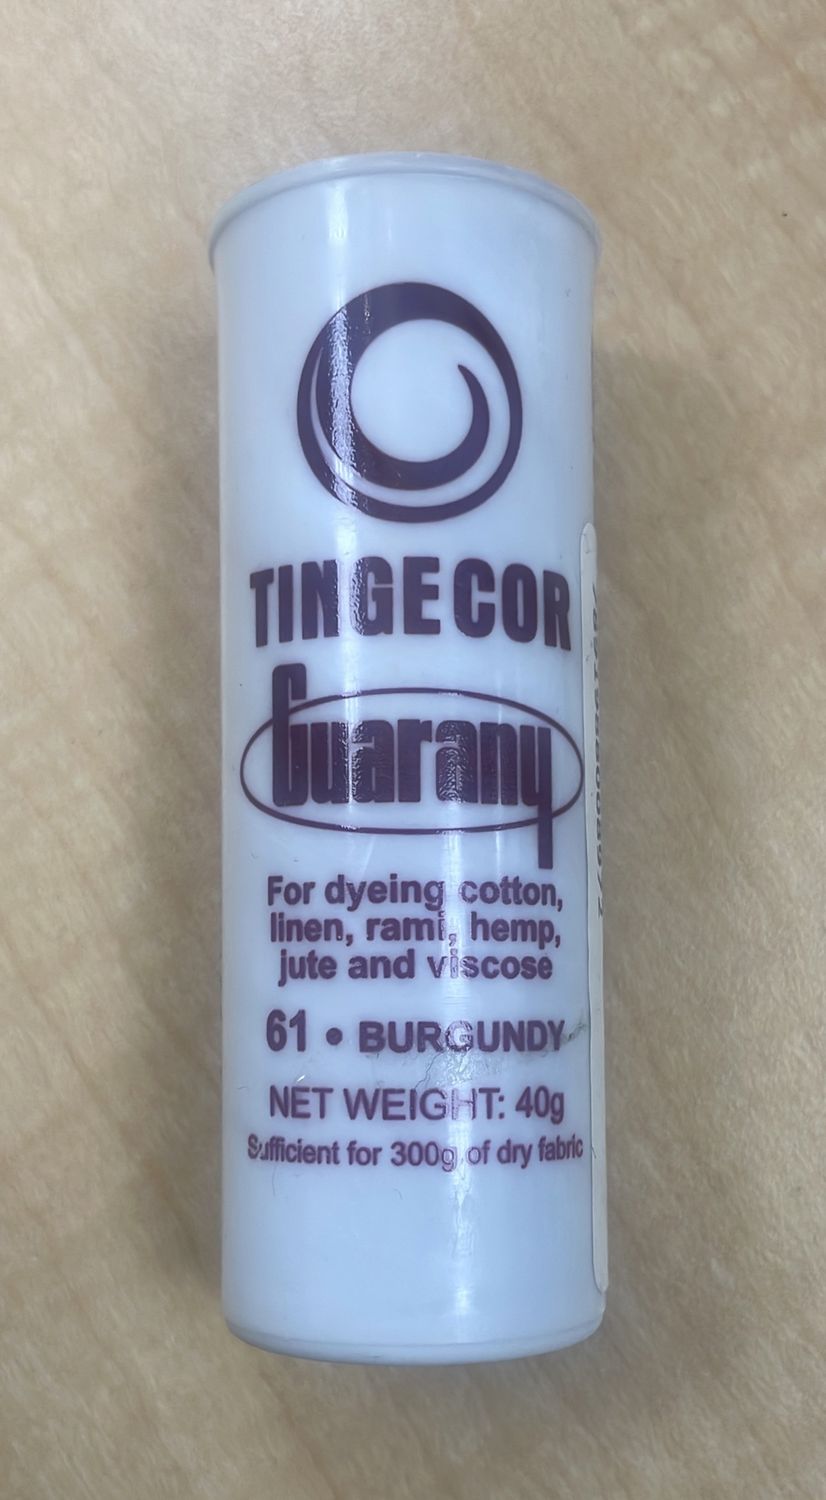 TINGECOR
Guarany
For dyeing cotton,
linen, rami, hemp,
jute and viscose
61 • BURGUNDY
NET WEIGHT: 40g
Sufficient for 300g of dry fabric